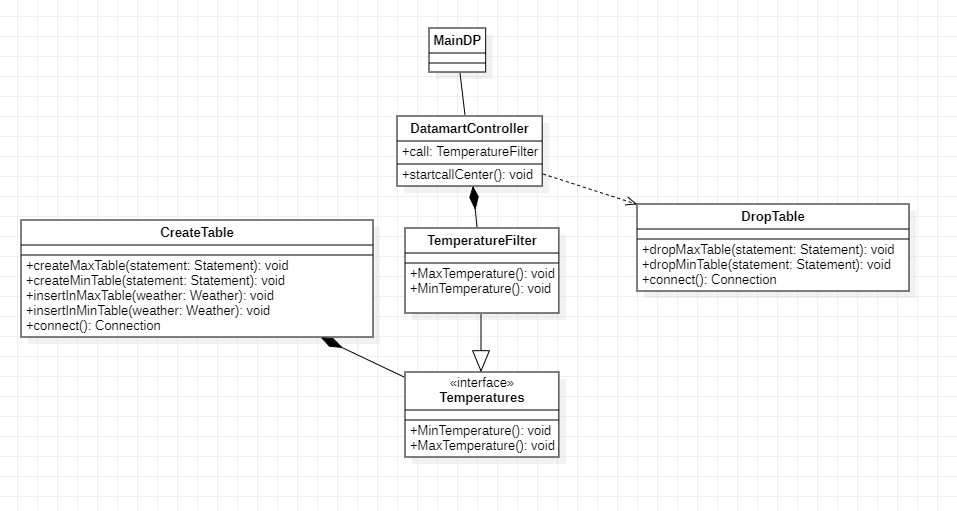 MainDP
DatamartController
+call: TemperatureFilter
+startcallCenter(): void
CreateTable
+createMaxTable(statement: Statement): void
+createMinTable(statement: Statement): void
+insertInMaxTable(weather: Weather): void
+insertInMinTable(weather: Weather): void
+connect(): Connection
TemperatureFilter
+MaxTemperature(): void
+MinTemperature(): void
DropTable
+dropMaxTable(statement: Statement): void
+dropMinTable(statement: Statement): void
+connect(): Connection
«interface»
Temperatures
+MinTemperature(): void
+MaxTemperature(): void